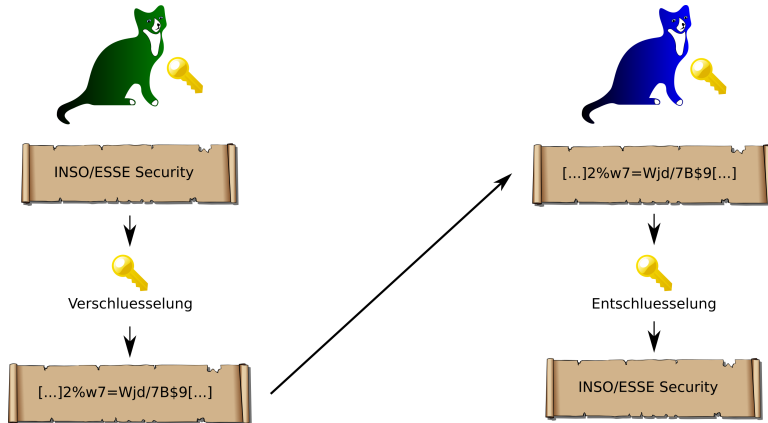 INSO/ESSE Security
Verschluesselung
[...]2%w7=Wjd/7B$9[...]
[...]2%w7=Wjd/7B$9[...]
Entschluesselung
INSO/ESSE Security